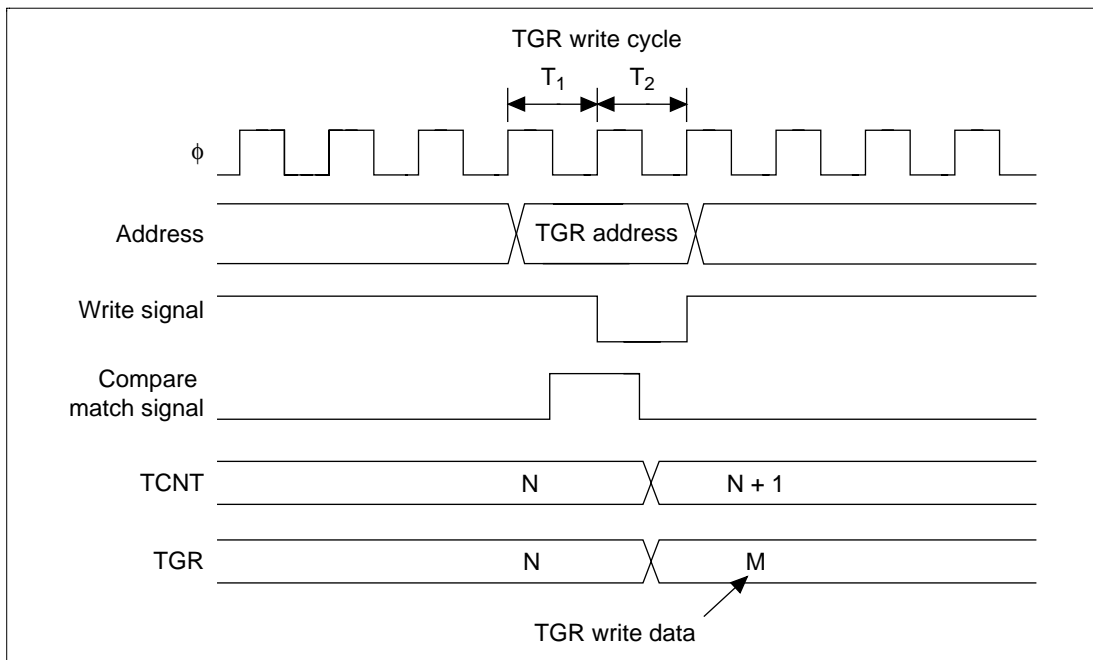 TGR write cycle
T1 T2
ϕ
Address TGR address
Write signal
Compare
match signal
TCNT N N + 1
TGR N M
TGR write data